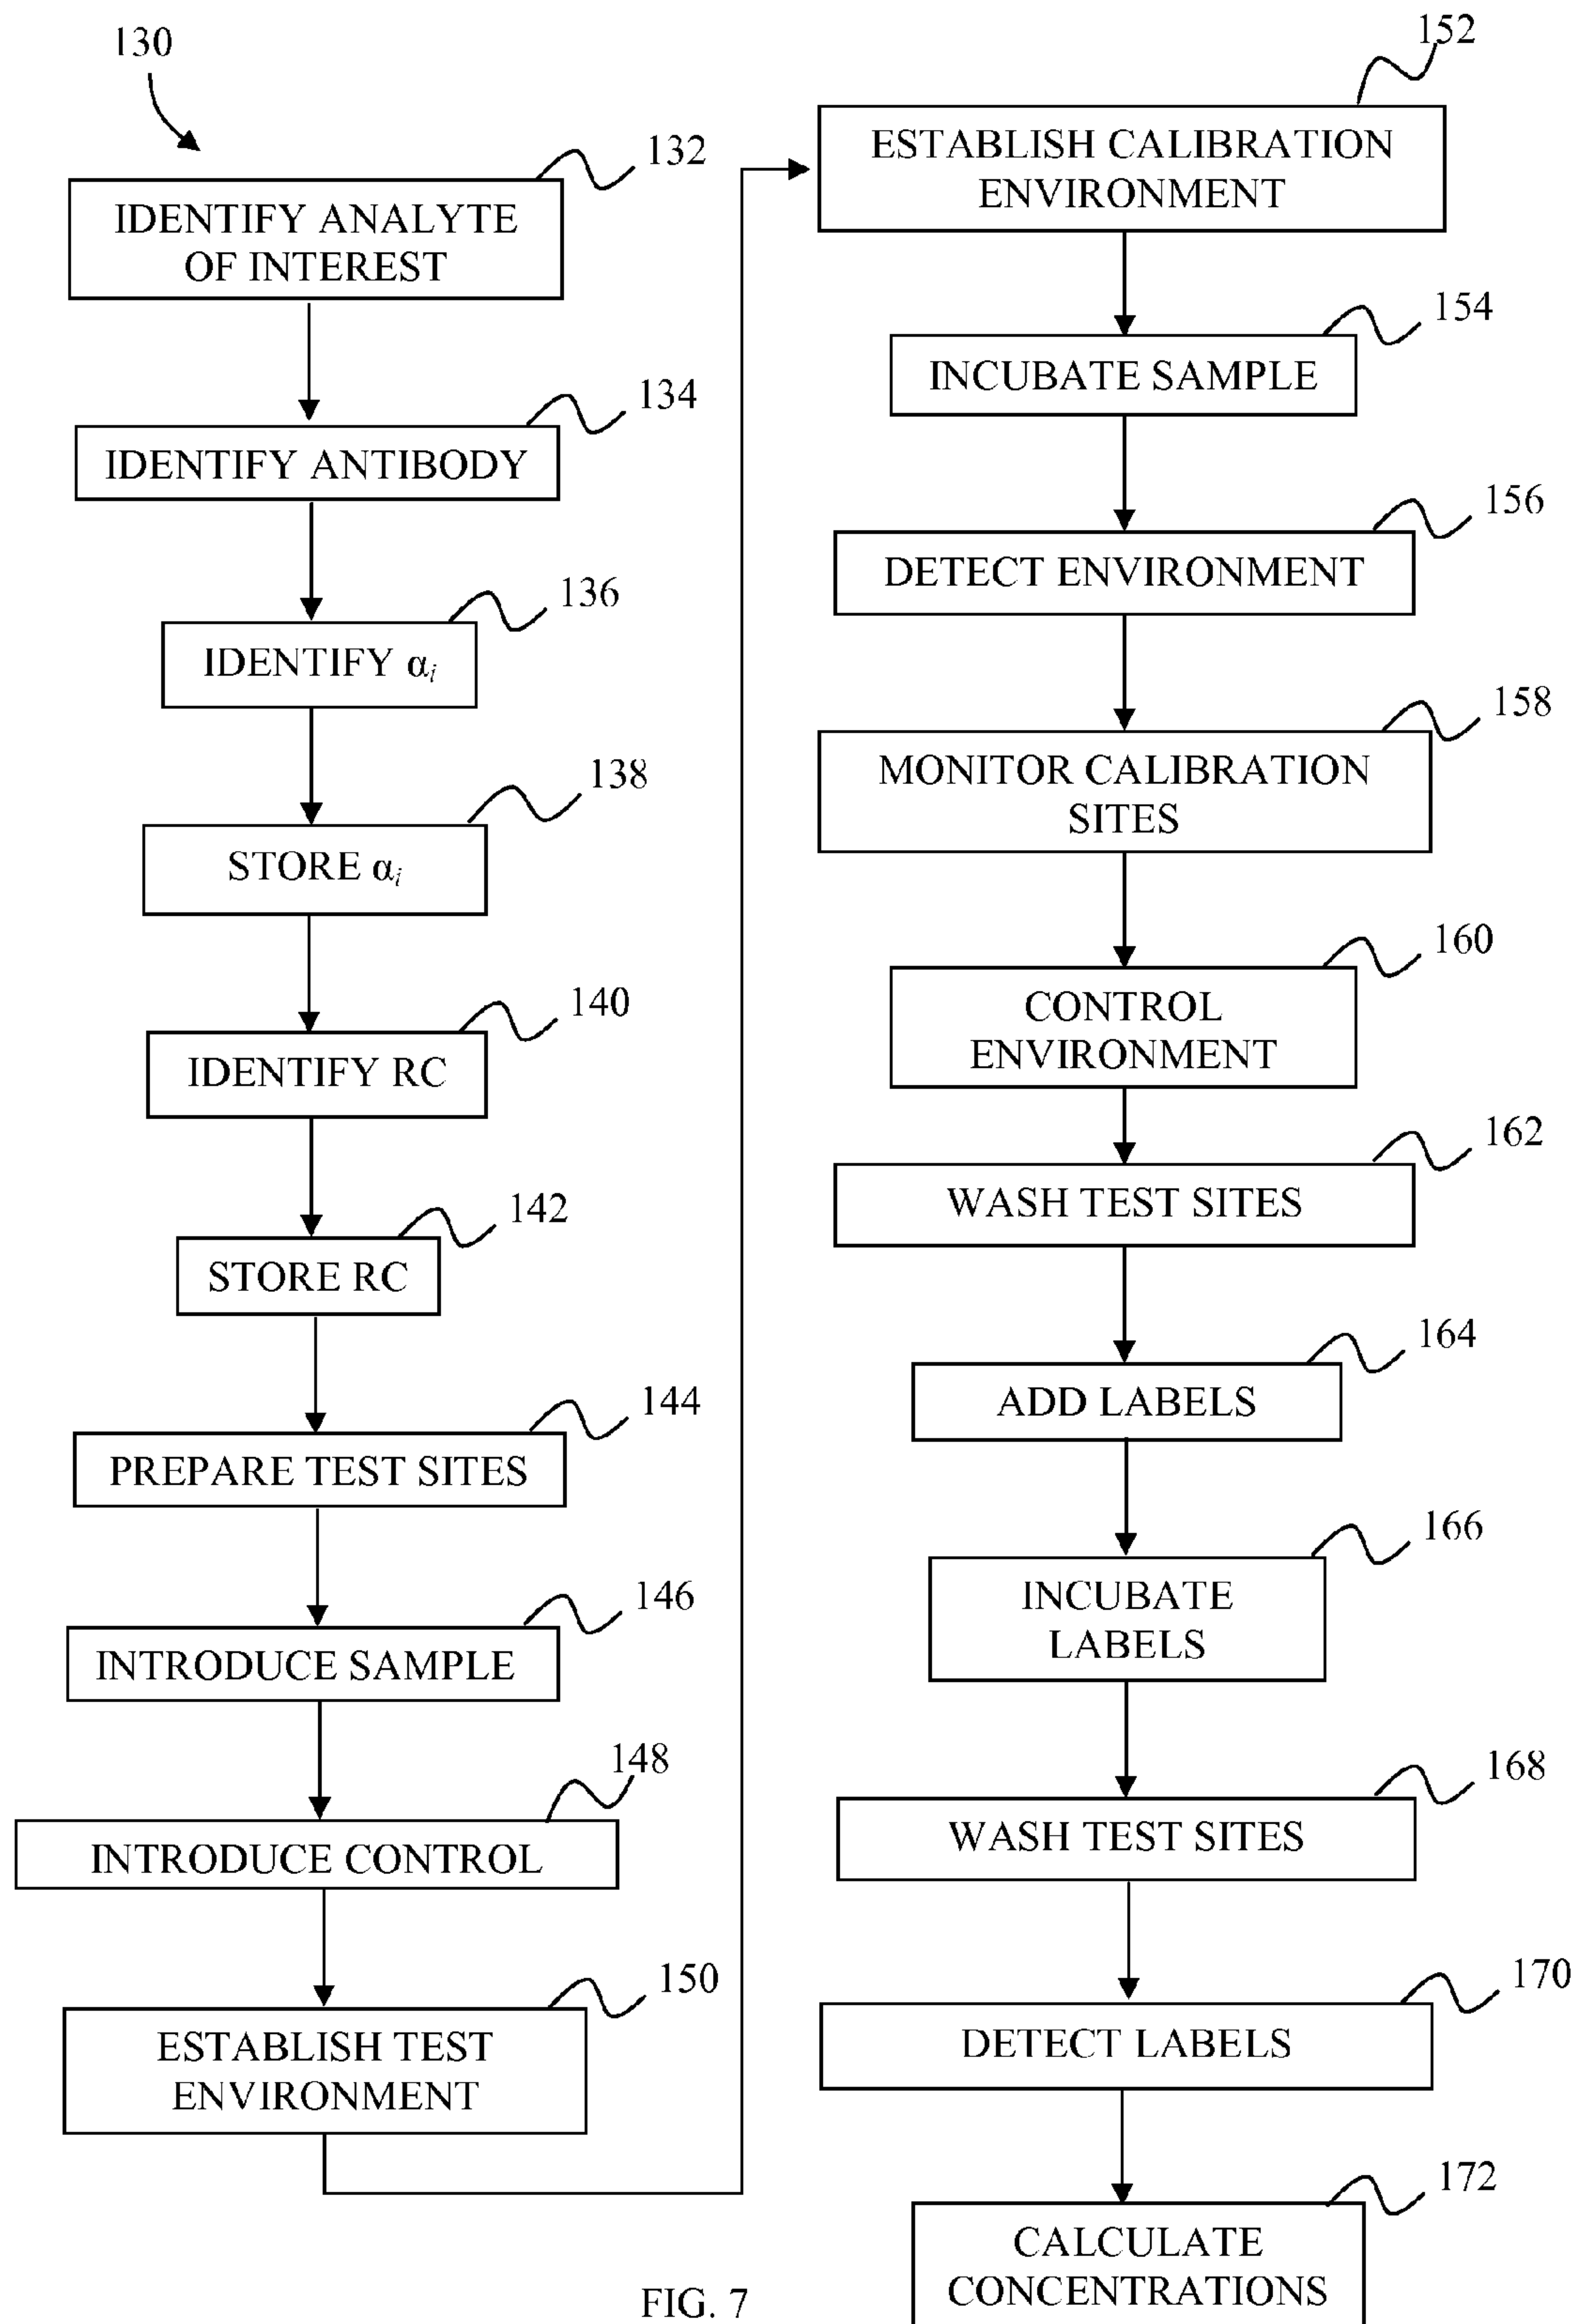 130
132
IDENTIFY ANALYTE
OF INTEREST
134
IDENTIFY ANTIBODY
136
IDENTIFY αi
138
STORE αi
140
IDENTIFY RC
142
STORE RC
144
PREPARE TEST SITES
146
INTRODUCE SAMPLE
148
INTRODUCE CONTROL
150
ESTABLISH TEST
ENVIRONMENT
152
ESTABLISH CALIBRATION
ENVIRONMENT
154
INCUBATE SAMPLE
156
DETECT ENVIRONMENT
158
MONITOR CALIBRATION
SITES
160
CONTROL
ENVIRONMENT
162
WASH TEST SITES
164
ADD LABELS
166
INCUBATE
LABELS
168
WASH TEST SITES
170
DETECT LABELS
172
CALCULATE
CONCENTRATIONS
FIG. 7